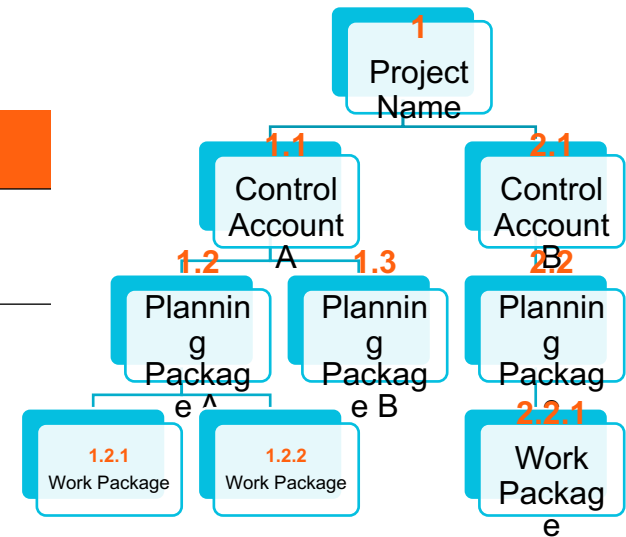 1
Project
Name
1.1
Control
Account
A
2.1
Control
Account
B
1.2
Plannin
g
Packag
e A
1.3
Plannin
g
Packag
e B
2.2
Plannin
g
Packag
1.2.1
Work Package
1.2.2
Work Package
2.2.1
Work
Packag
e